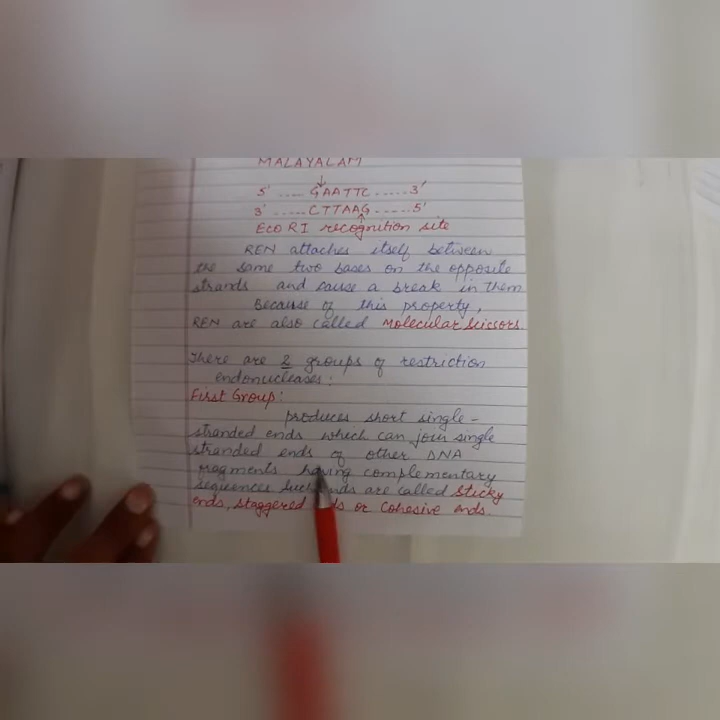 MALAYALAM
5' ..... GAATTC ..... 3'
3' ..... CTTAAG ..... 5'
ECO RI recognition site
REN attaches itself between
the same two bases on the opposite
strands and cause a break in them
Because of this property,
REN are also called Molecular Scissors.
There are 2 groups of restriction
endonucleases:
First Group:
produces short single-
stranded ends which can join single
stranded ends of other DNA
fragments having complementary
sequences such ends are called sticky
ends, staggered or cohesive ends.